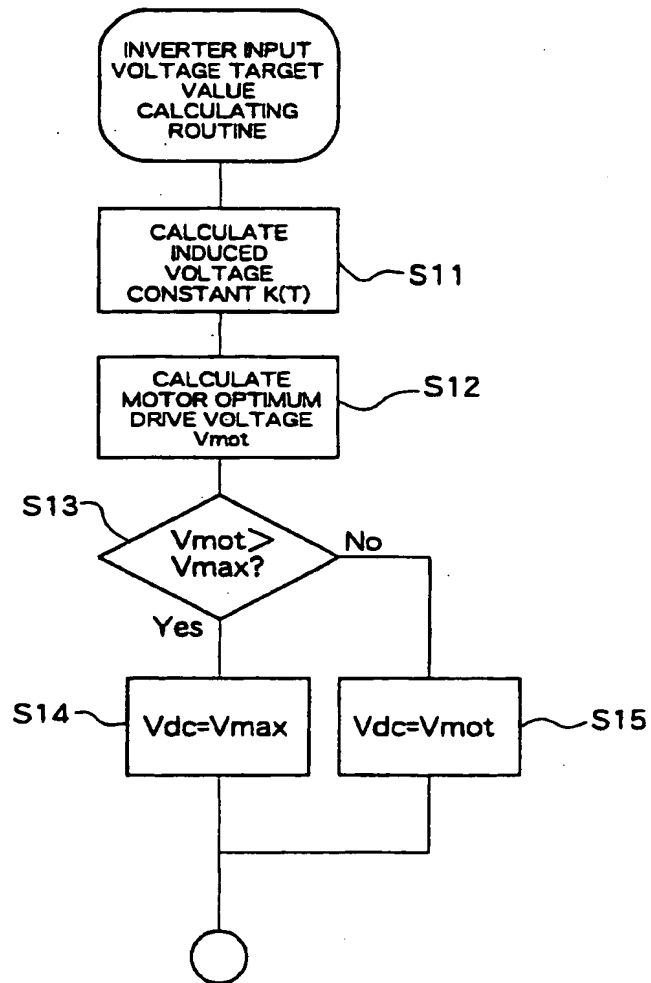 INVERTER INPUT
VOLTAGE TARGET
VALUE
CALCULATING
ROUTINE
CALCULATE
INDUCED
VOLTAGE
CONSTANT K(T)
S11
CALCULATE
MOTOR OPTIMUM
DRIVE VOLTAGE
Vmot
S12
S13
Vmot>
Vmax?
No
Yes
S14
Vdc=Vmax
Vdc=Vmot
S15